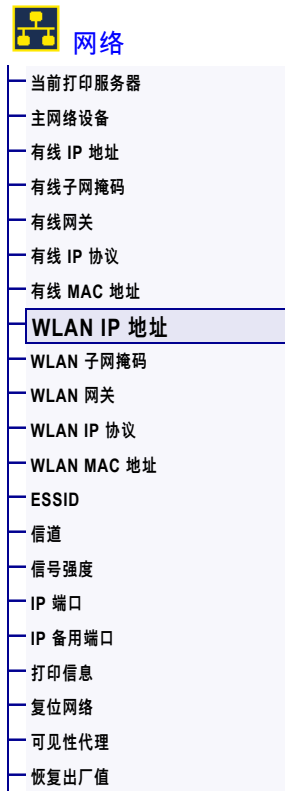 网络
当前打印服务器
主网络设备
有线 IP 地址
有线子网掩码
有线网关
有线 IP 协议
有线 MAC 地址
WLAN IP 地址
WLAN 子网掩码
WLAN 网关
WLAN IP 协议
WLAN MAC 地址
ESSID
信道
信号强度
IP 端口
IP 备用端口
打印信息
复位网络
可见性代理
恢复出厂值